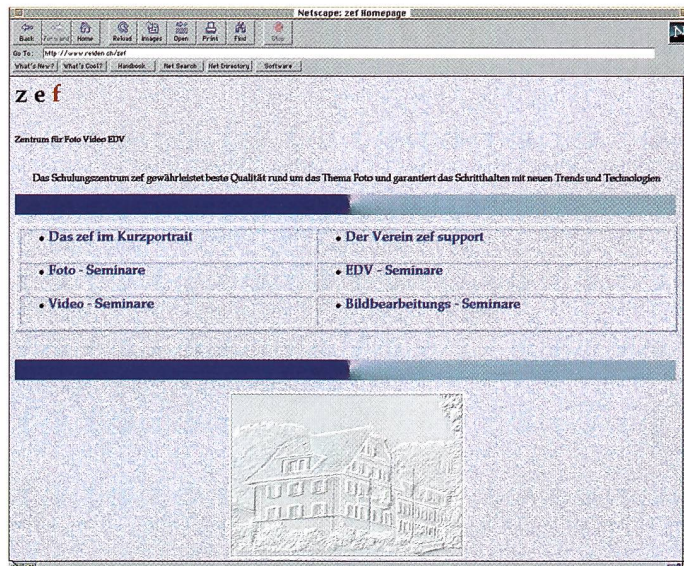 Netscape: zef Homepage
Back Forward Home Reload Images Open Print Find Stop
N
Go To: http://www.reiden.ch/zef
What's New? What's Cool? Handbook Net Search Net Directory Software
zef
Zentrum für Foto Video EDV
Das Schulungszentrum zef gewährleistet beste Qualität rund um das Thema Foto und garantiert das Schritthalten mit neuen Trends und Technologien
• Das zef im Kurzportrait • Der Verein zef support
• Foto - Seminare • EDV - Seminare
• Video - Seminare • Bildbearbeitungs - Seminare